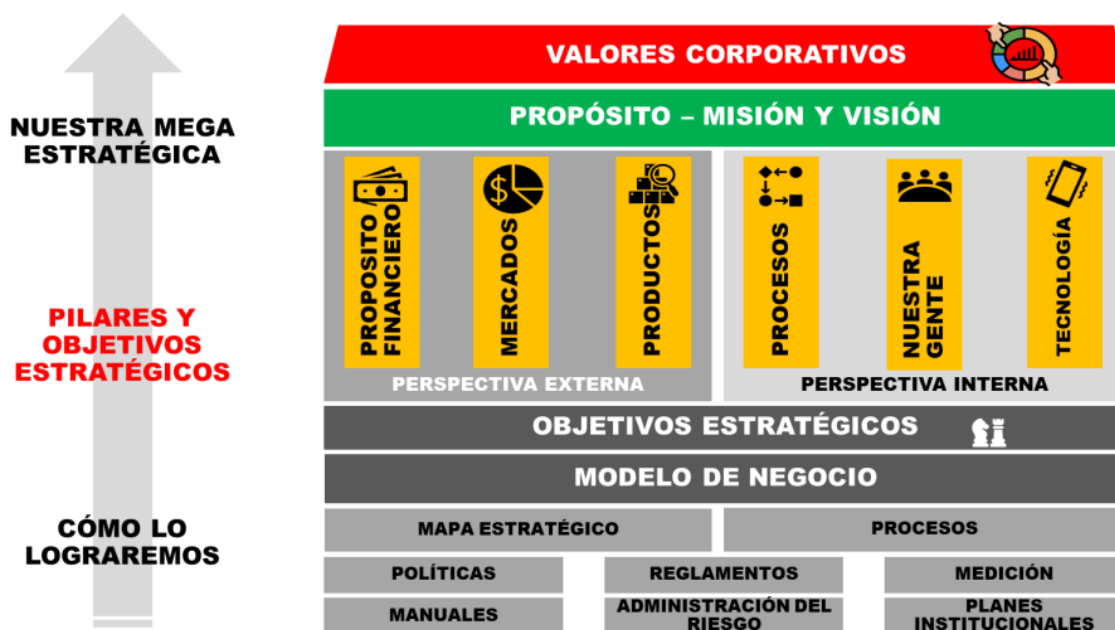 VALORES CORPORATIVOS
PROPÓSITO – MISIÓN Y VISIÓN
NUESTRA MEGA
ESTRATÉGICA
PROPOSITO
FINANCIERO
MERCADOS
PRODUCTOS
PROCESOS
NUESTRA
GENTE
TECNOLOGÍA
PILARES Y
OBJETIVOS
ESTRATÉGICOS
PERSPECTIVA EXTERNA
PERSPECTIVA INTERNA
OBJETIVOS ESTRATÉGICOS
MODELO DE NEGOCIO
CÓMO LO
LOGRAREMOS
MAPA ESTRATÉGICO
PROCESOS
POLÍTICAS
REGLAMENTOS
MEDICIÓN
MANUALES
ADMINISTRACIÓN DEL
RIESGO
PLANES
INSTITUCIONALES